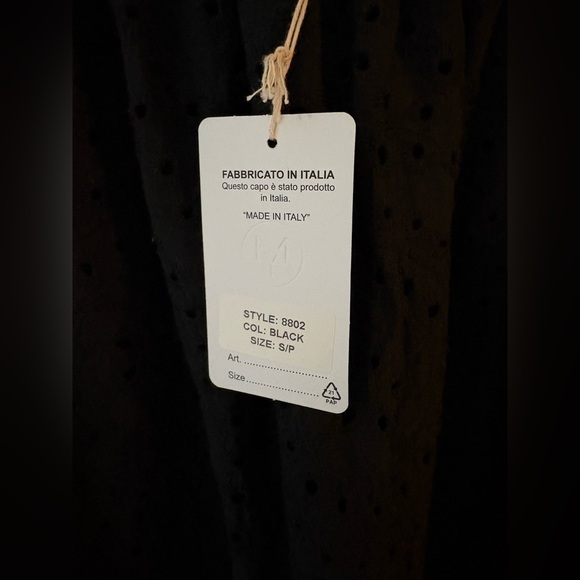 FABBRICATO IN ITALIA
Questo capo è stato prodotto
in Italia.
"MADE IN ITALY"
STYLE: 8802
COL: BLACK
SIZE: S/P
Art. ..............................
Size..........................
21
PAP